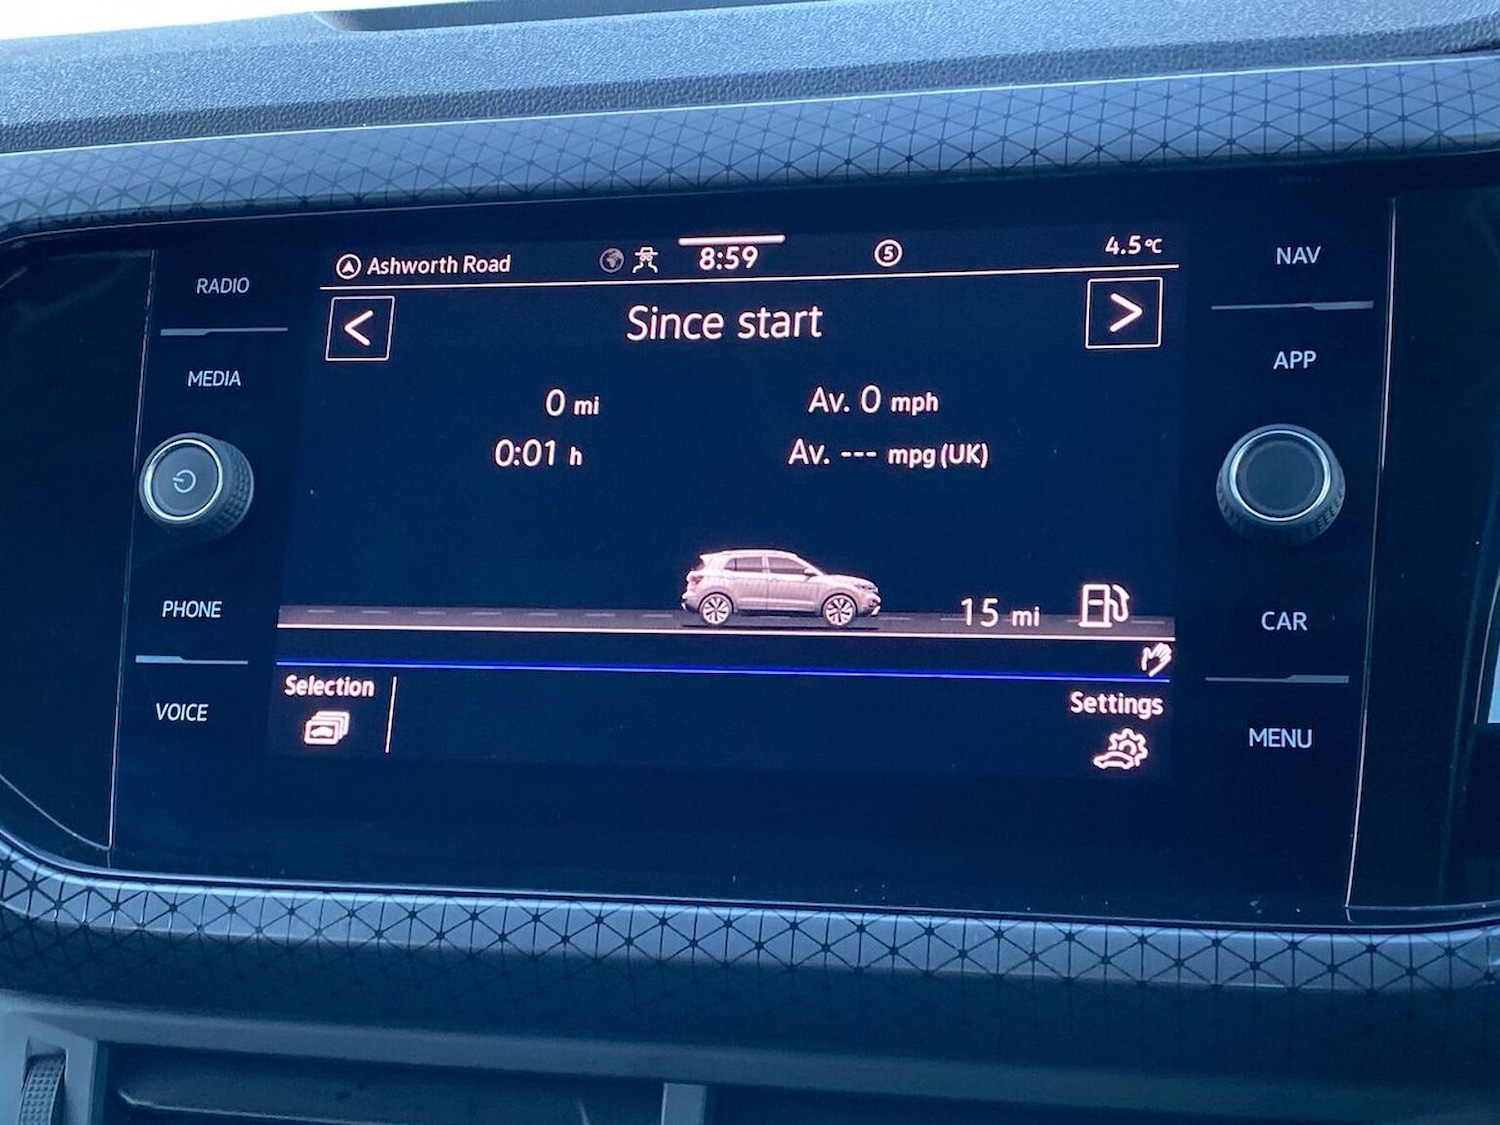 RADIO
MEDIA
PHONE
VOICE
Ashworth Road
8:59
5
4.5°C
<
Since start
>
0 mi
Av. 0 mph
0:01 h
Av. --- mpg (UK)
15 mi
Selection
Settings
NAV
APP
CAR
MENU